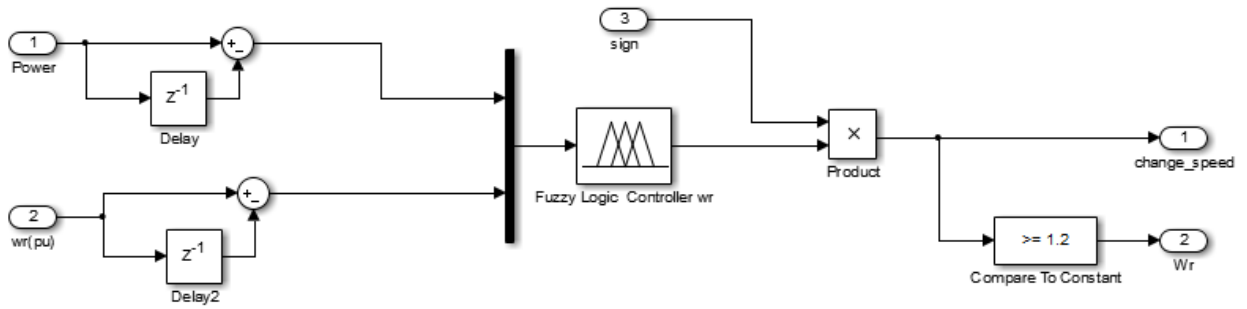 3
sign
1
Power
+
_
z-1
Delay
Fuzzy Logic Controller wr
×
Product
1
change_speed
2
wr(pu)
+
_
z-1
Delay2
>= 1.2
Compare To Constant
2
Wr